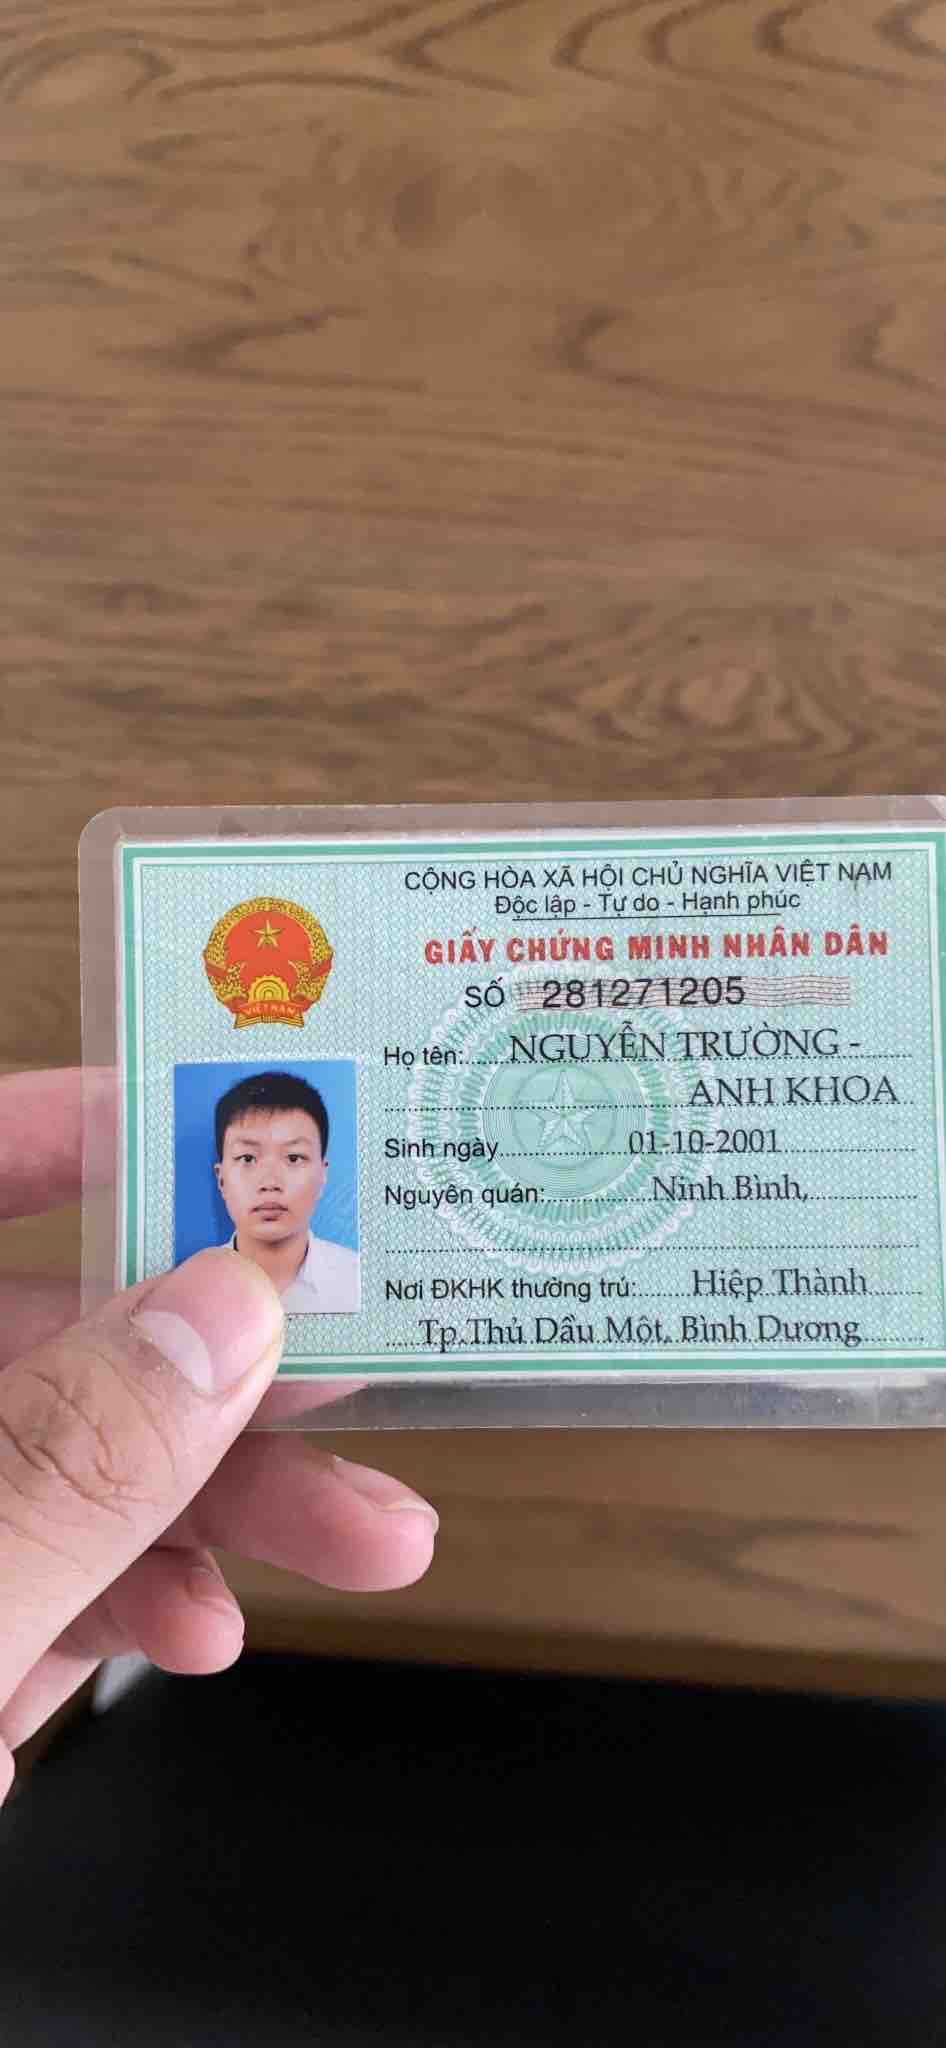 CỘNG HÒA XÃ HỘI CHỦ NGHĨA VIỆT NAM
Độc lập - Tự do - Hạnh phúc
GIẤY CHỨNG MINH NHÂN DÂN
SỐ 281271205
Họ tên: NGUYỄN TRƯỜNG -
ANH KHOA
Sinh ngày 01-10-2001
Nguyên quán: Ninh Bình,
Nơi ĐKHK thường trú: Hiệp Thành
Tp.Thủ Dầu Một, Bình Dương
VIỆT NAM